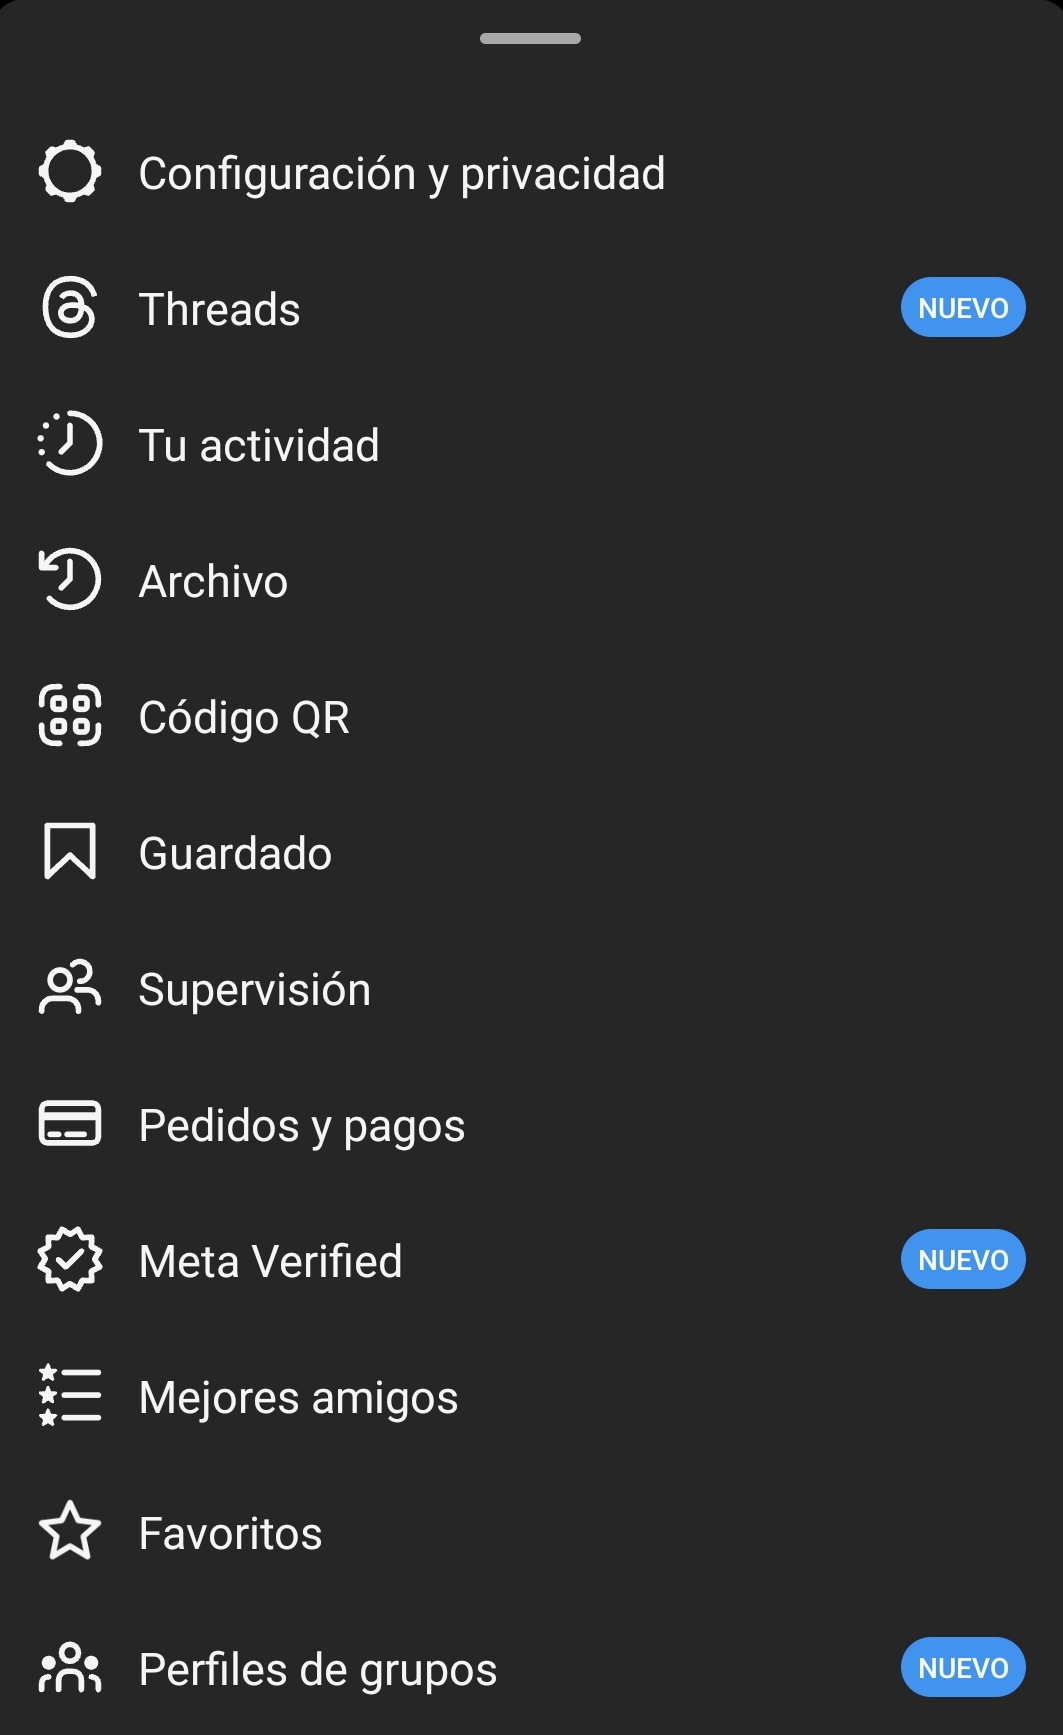 Configuración y privacidad
Threads
NUEVO
Tu actividad
Archivo
Código QR
Guardado
Supervisión
Pedidos y pagos
Meta Verified
NUEVO
Mejores amigos
Favoritos
Perfiles de grupos
NUEVO